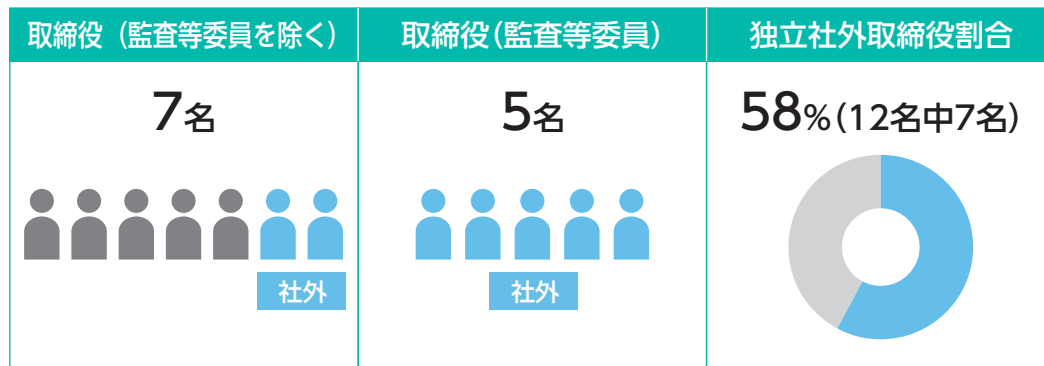 取締役（監査等委員を除く）
取締役（監査等委員）
独立社外取締役割合
7名
5名
58%（12名中7名）
社外
社外